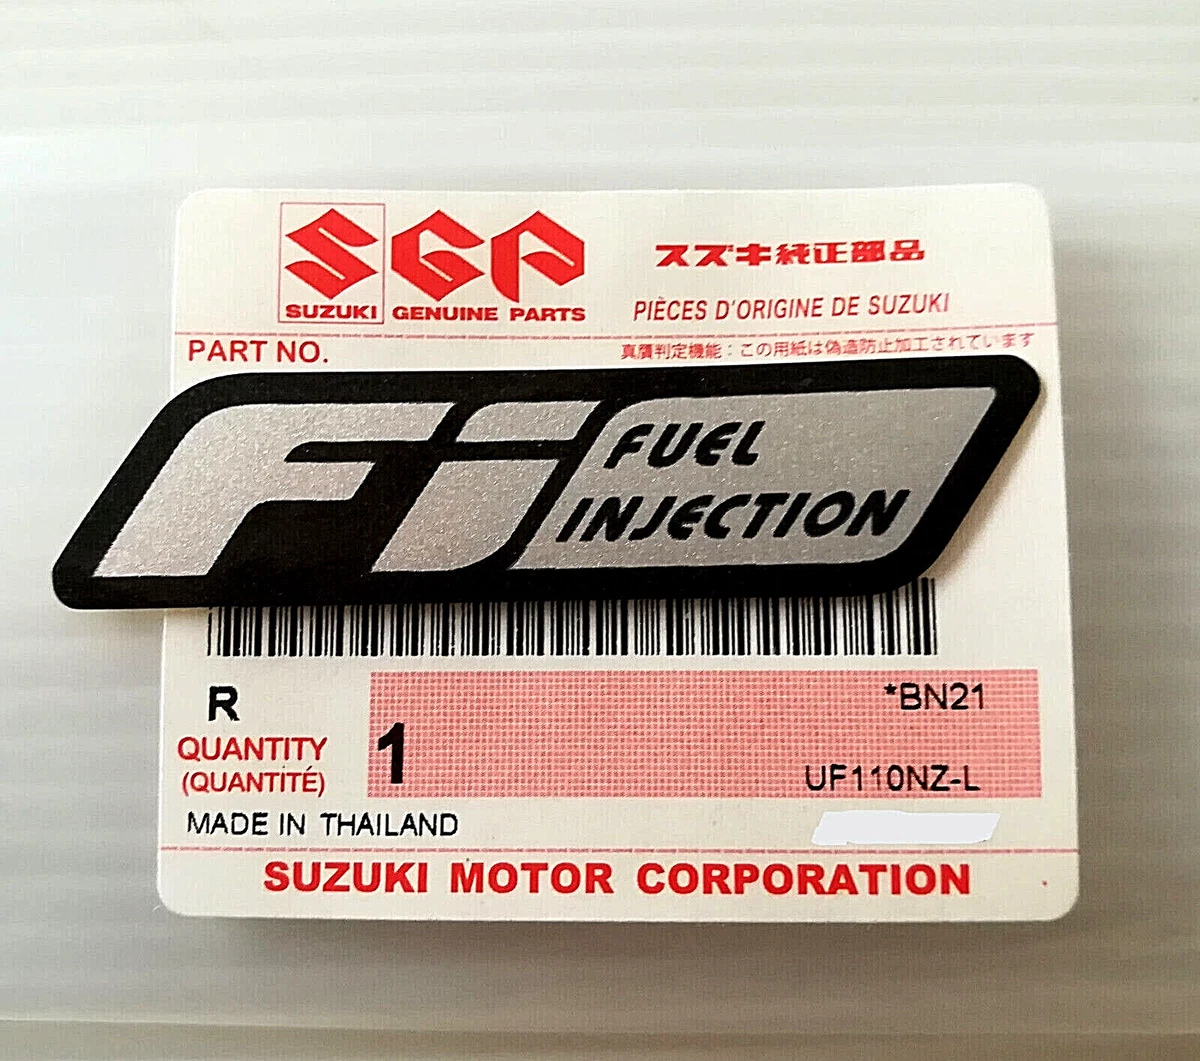 SGP
スズキ純正部品
SUZUKI GENUINE PARTS
PIÈCES D'ORIGINE DE SUZUKI
PART NO.
真贋判定機能：この用紙は偽造防止加工されています
Fi FUEL
INJECTION
R
*BN21
QUANTITY
1
(QUANTITÉ)
UF110NZ-L
MADE IN THAILAND
SUZUKI MOTOR CORPORATION